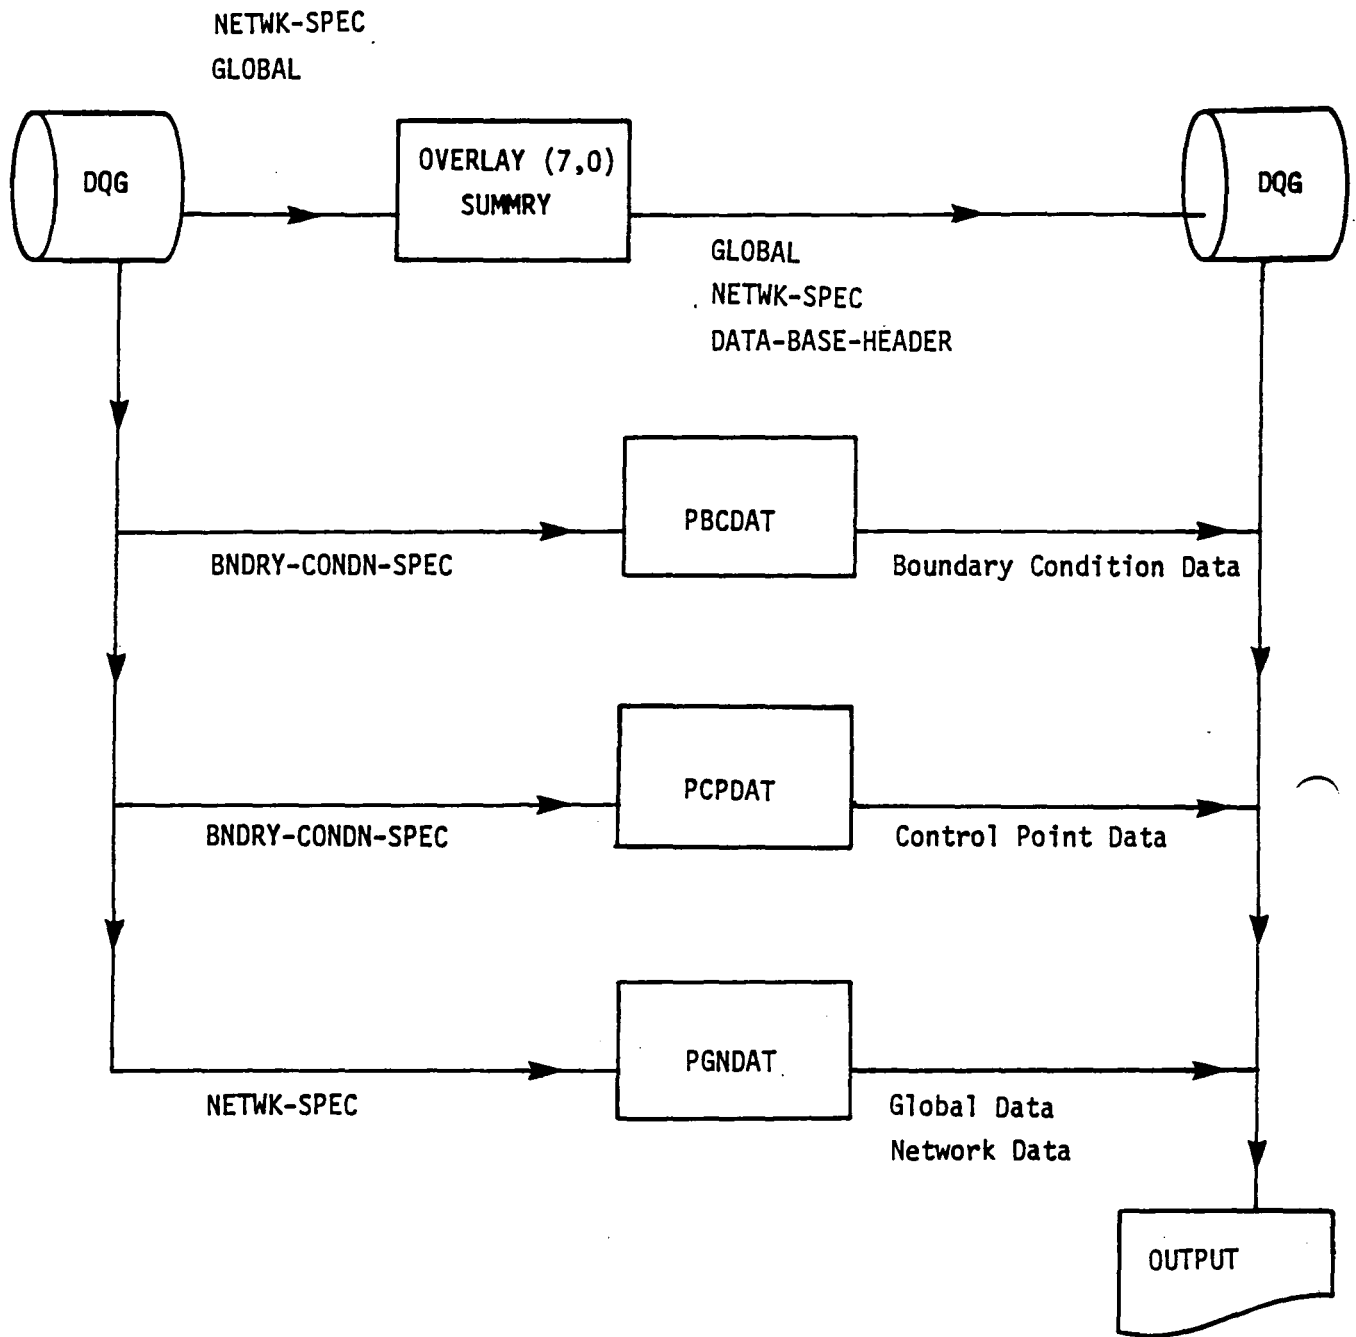 NETWK-SPEC
GLOBAL
DQG
OVERLAY (7,0)
SUMMRY
DQG
GLOBAL
NETWK-SPEC
DATA-BASE-HEADER
PBCDAT
BNDRY-CONDN-SPEC
Boundary Condition Data
PCPDAT
BNDRY-CONDN-SPEC
Control Point Data
PGNDAT
NETWK-SPEC
Global Data
Network Data
OUTPUT